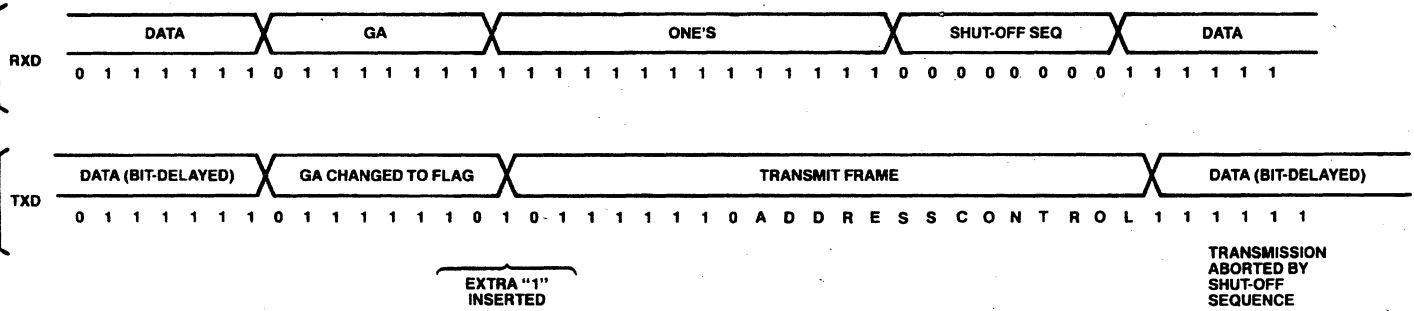 DATA GA ONE'S SHUT-OFF SEQ DATA
RXD
0 1 1 1 1 1 1 0 1 1 1 1 1 1 1 1 1 1 1 1 1 1 1 1 1 1 1 1 1 0 0 0 0 0 0 0 0 1 1 1 1 1 1
DATA (BIT-DELAYED) GA CHANGED TO FLAG TRANSMIT FRAME DATA (BIT-DELAYED)
TXD
0 1 1 1 1 1 1 0 1 1 1 1 1 1 0 1 0 1 1 1 1 1 1 0 A D D R E S S C O N T R O L 1 1 1 1 1 1
EXTRA "1"
INSERTED
TRANSMISSION
ABORTED BY
SHUT-OFF
SEQUENCE